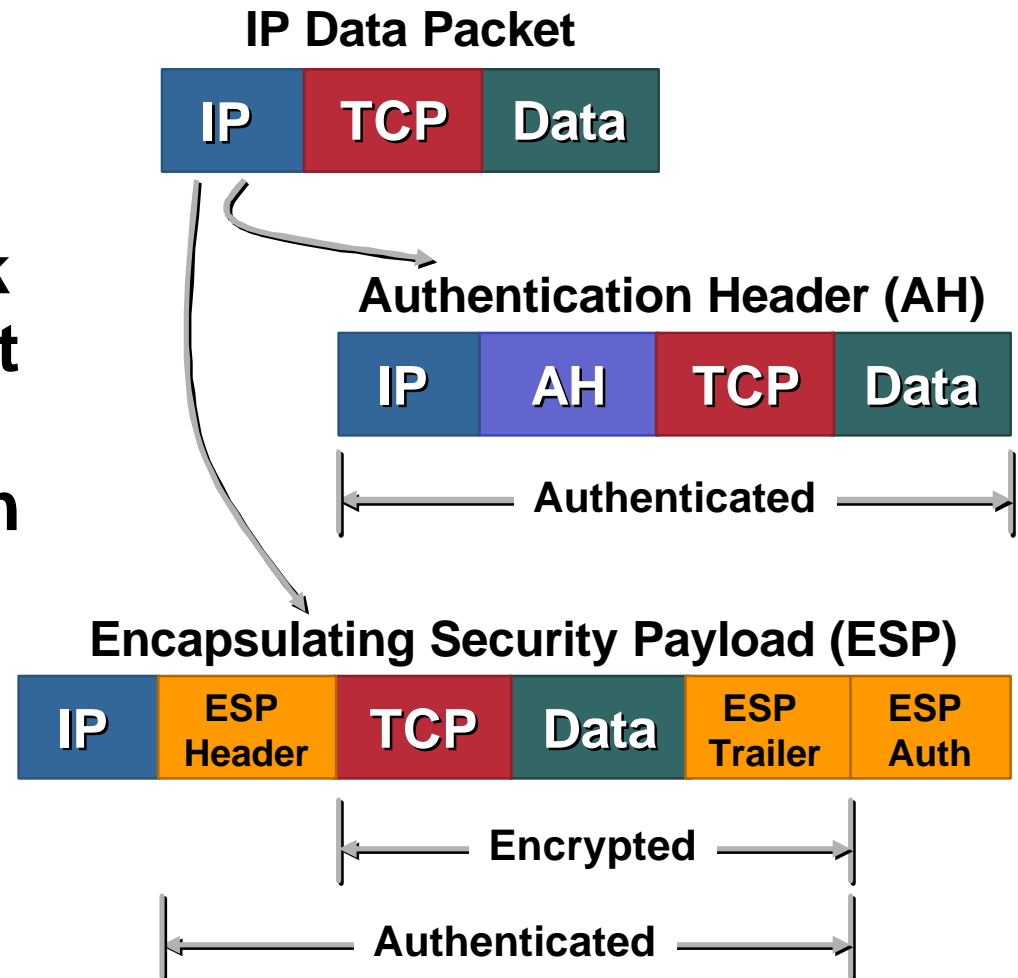 IP Data Packet
IP TCP Data
Authentication Header (AH)
IP AH TCP Data
Authenticated
Encapsulating Security Payload (ESP)
IP ESP Header TCP Data ESP Trailer ESP Auth
Encrypted
Authenticated